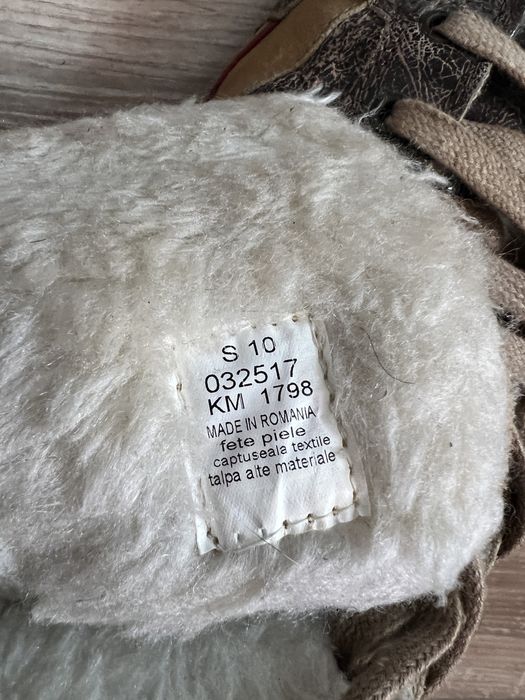 S 10
032517
KM 1798
MADE IN ROMANIA
fete piele
captuseala textile
talpa alte materiale